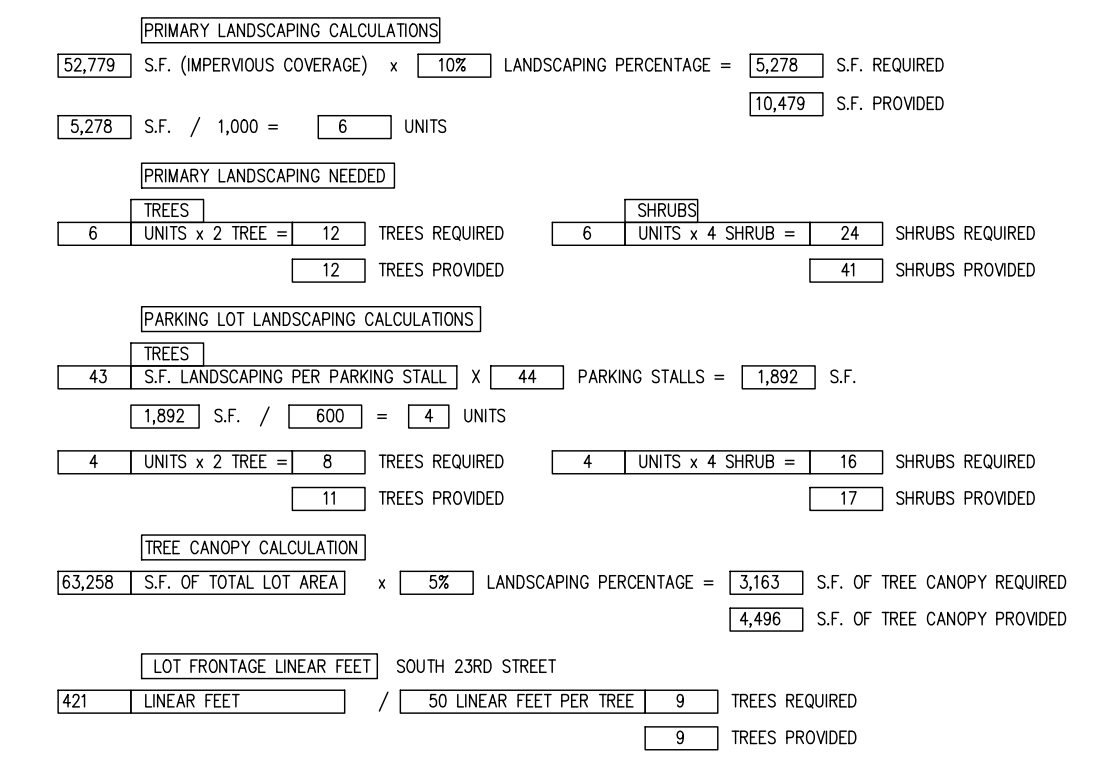 PRIMARY LANDSCAPING CALCULATIONS
52,779 S.F. (IMPERVIOUS COVERAGE) x 10% LANDSCAPING PERCENTAGE = 5,278 S.F. REQUIRED
10,479 S.F. PROVIDED
5,278 S.F. / 1,000 = 6 UNITS
PRIMARY LANDSCAPING NEEDED
TREES SHRUBS
6 UNITS x 2 TREE = 12 TREES REQUIRED 6 UNITS x 4 SHRUB = 24 SHRUBS REQUIRED
12 TREES PROVIDED 41 SHRUBS PROVIDED
PARKING LOT LANDSCAPING CALCULATIONS
TREES
43 S.F. LANDSCAPING PER PARKING STALL X 44 PARKING STALLS = 1,892 S.F.
1,892 S.F. / 600 = 4 UNITS
4 UNITS x 2 TREE = 8 TREES REQUIRED 4 UNITS x 4 SHRUB = 16 SHRUBS REQUIRED
11 TREES PROVIDED 17 SHRUBS PROVIDED
TREE CANOPY CALCULATION
63,258 S.F. OF TOTAL LOT AREA x 5% LANDSCAPING PERCENTAGE = 3,163 S.F. OF TREE CANOPY REQUIRED
4,496 S.F. OF TREE CANOPY PROVIDED
LOT FRONTAGE LINEAR FEET SOUTH 23RD STREET
421 LINEAR FEET / 50 LINEAR FEET PER TREE 9 TREES REQUIRED
9 TREES PROVIDED